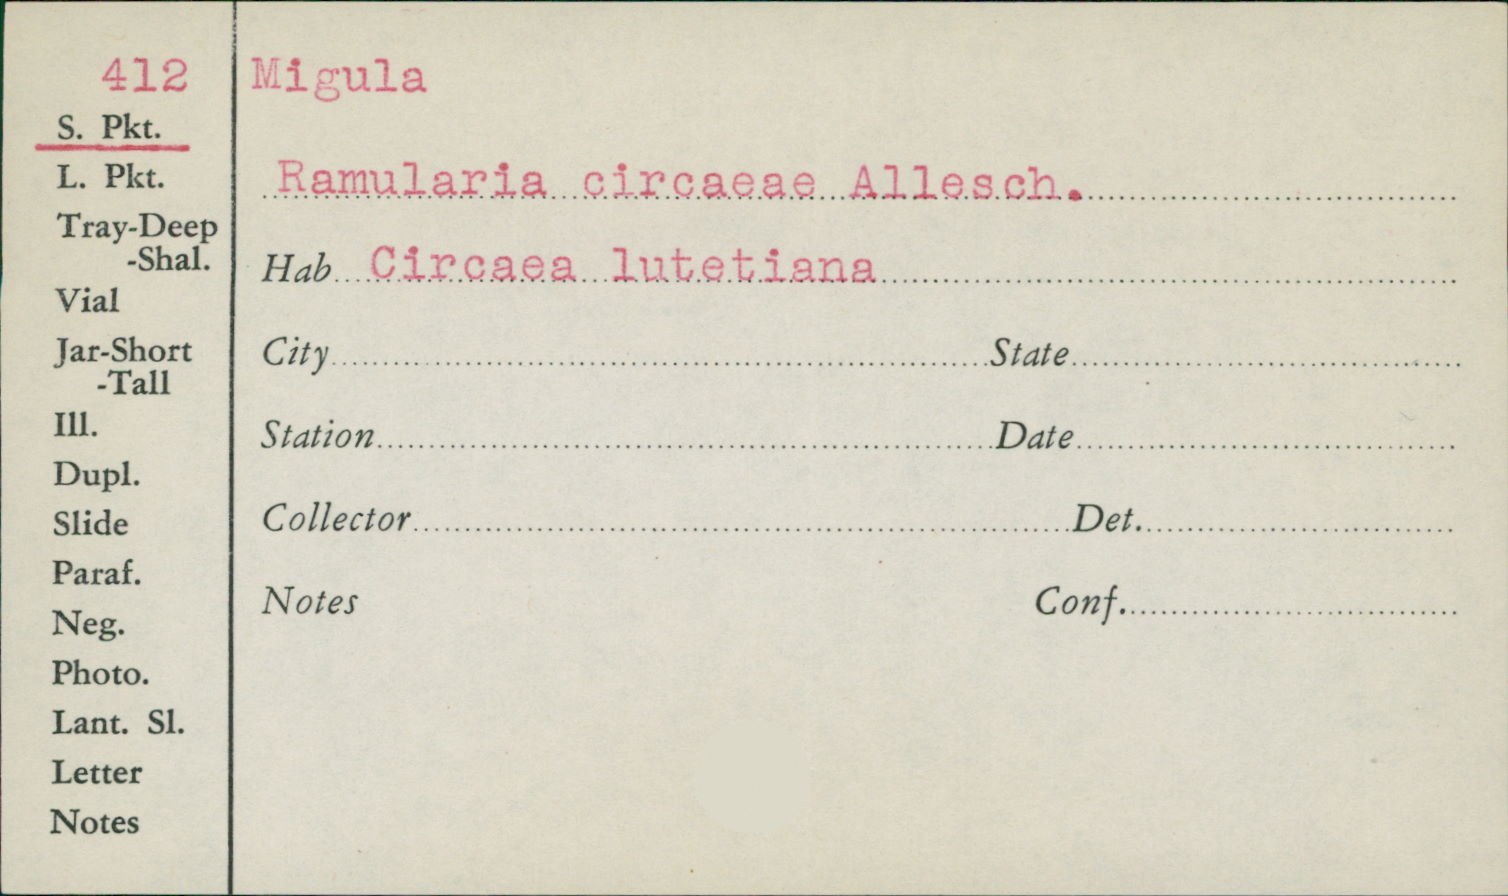 412
S. Pkt.
L. Pkt.
Tray-Deep
-Shal.
Vial
Jar-Short
-Tall
Ill.
Dupl.
Slide
Paraf.
Neg.
Photo.
Lant. Sl.
Letter
Notes
Migula
Ramularia circaeae Allesch.
Hab Circaea lutetiana
City State
Station Date
Collector Det.
Notes Conf.